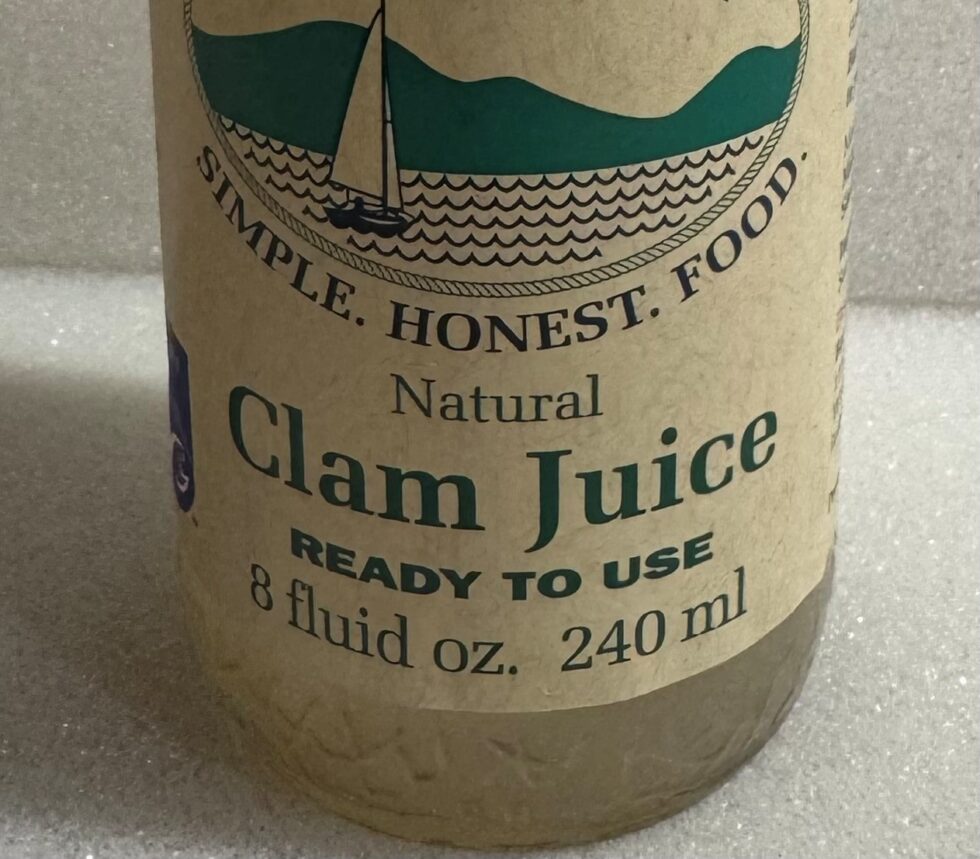 SIMPLE. HONEST. FOOD.
Natural
Clam Juice
READY TO USE
8 fluid oz. 240 ml